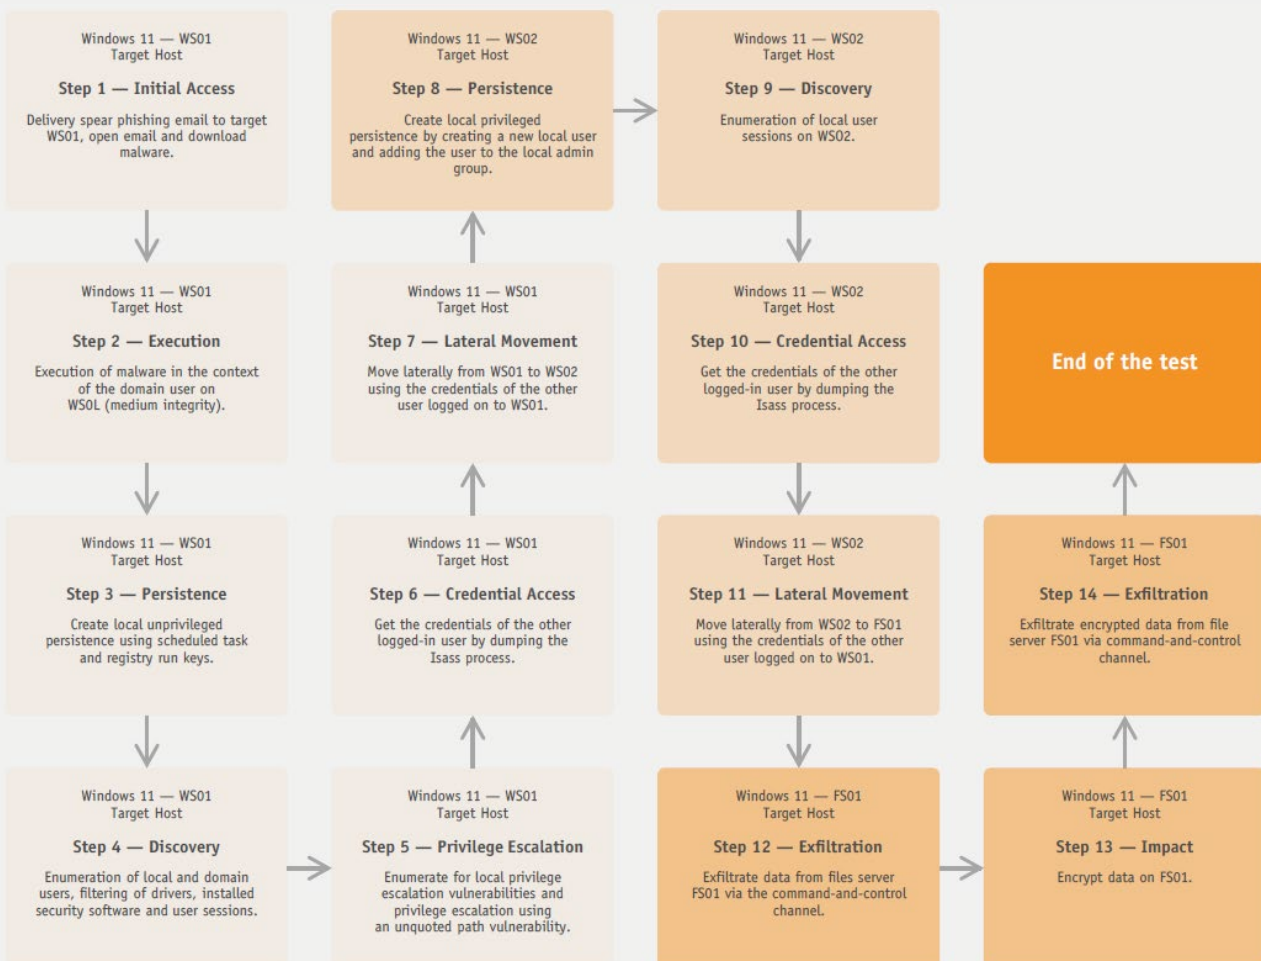 Windows 11 — WS01
Target Host
Step 1 — Initial Access
Delivery spear phishing email to target
WS01, open email and download
malware.
Windows 11 — WS01
Target Host
Step 2 — Execution
Execution of malware in the context
of the domain user on
WS0L (medium integrity).
Windows 11 — WS01
Target Host
Step 3 — Persistence
Create local unprivileged
persistence using scheduled task
and registry run keys.
Windows 11 — WS01
Target Host
Step 4 — Discovery
Enumeration of local and domain
users, filtering of drivers, installed
security software and user sessions.
Windows 11 — WS01
Target Host
Step 5 — Privilege Escalation
Enumerate for local privilege
escalation vulnerabilities and
privilege escalation using
an unquoted path vulnerability.
Windows 11 — WS01
Target Host
Step 6 — Credential Access
Get the credentials of the other
logged-in user by dumping the
lsass process.
Windows 11 — WS01
Target Host
Step 7 — Lateral Movement
Move laterally from WS01 to WS02
using the credentials of the other
user logged on to WS01.
Windows 11 — WS02
Target Host
Step 8 — Persistence
Create local privileged
persistence by creating a new local user
and adding the user to the local admin
group.
Windows 11 — WS02
Target Host
Step 9 — Discovery
Enumeration of local user
sessions on WS02.
Windows 11 — WS02
Target Host
Step 10 — Credential Access
Get the credentials of the other
logged-in user by dumping the
lsass process.
Windows 11 — WS02
Target Host
Step 11 — Lateral Movement
Move laterally from WS02 to FS01
using the credentials of the other
user logged on to WS01.
Windows 11 — FS01
Target Host
Step 12 — Exfiltration
Exfiltrate data from files server
FS01 via the command-and-control
channel.
Windows 11 — FS01
Target Host
Step 13 — Impact
Encrypt data on FS01.
Windows 11 — FS01
Target Host
Step 14 — Exfiltration
Exfiltrate encrypted data from file
server FS01 via command-and-control
channel.
End of the test